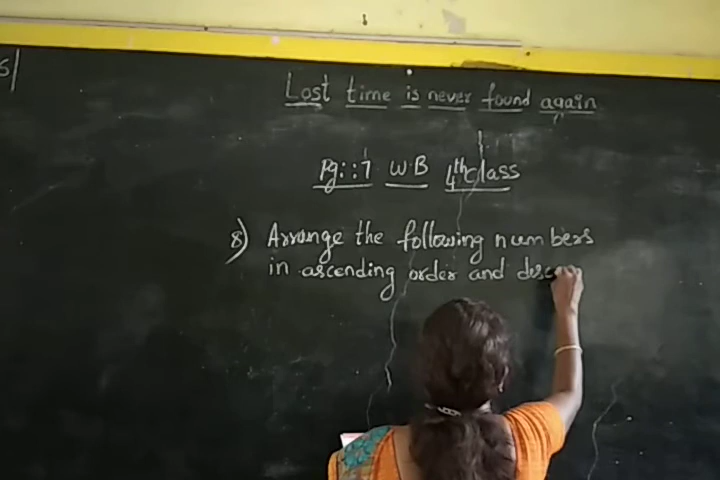 Lost time is never found again
Pg::7 W.B 4th class
8) Arrange the following numbers
in ascending order and desc